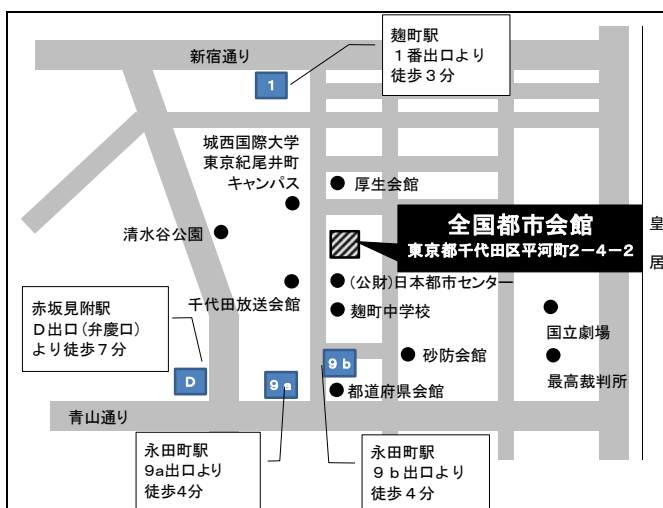 麹町駅
1番出口より
徒歩3分
新宿通り
1
城西国際大学
東京紀尾井町
キャンパス
厚生会館
清水谷公園
全国都市会館
東京都千代田区平河町2-4-2
皇
居
(公財)日本都市センター
千代田放送会館
麹町中学校
赤坂見附駅
D出口(弁慶口)
より徒歩7分
国立劇場
砂防会館
最高裁判所
9b
D
9a
都道府県会館
青山通り
永田町駅
9a出口より
徒歩4分
永田町駅
9b出口より
徒歩4分